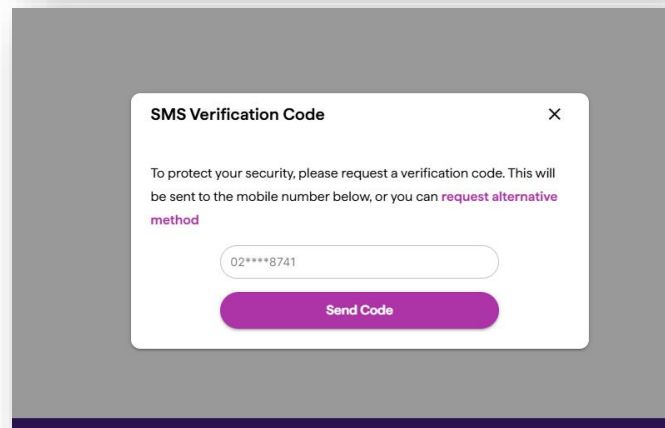 SMS Verification Code
To protect your security, please request a verification code. This will
be sent to the mobile number below, or you can request alternative
method
02****8741
Send Code